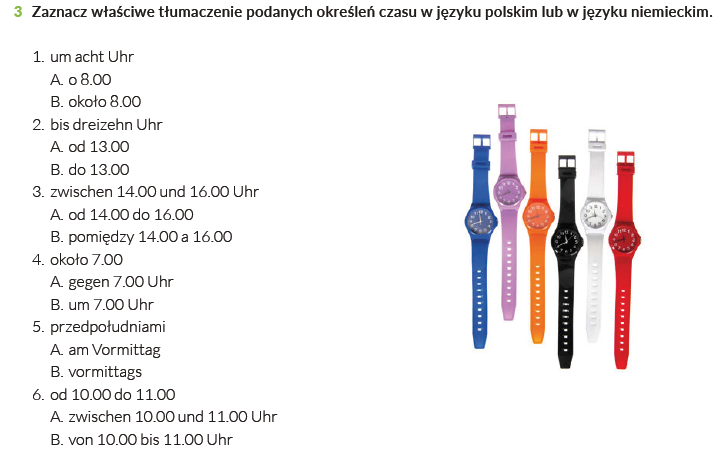 3 Zaznacz właściwe tłumaczenie podanych określeń czasu w języku polskim lub w języku niemieckim.
1. um acht Uhr
A. o 8.00
B. około 8.00
2. bis dreizehn Uhr
A. od 13.00
B. do 13.00
3. zwischen 14.00 und 16.00 Uhr
A. od 14.00 do 16.00
B. pomiędzy 14.00 a 16.00
4. około 7.00
A. gegen 7.00 Uhr
B. um 7.00 Uhr
5. przedpołudniami
A. am Vormittag
B. vormittags
6. od 10.00 do 11.00
A. zwischen 10.00 und 11.00 Uhr
B. von 10.00 bis 11.00 Uhr